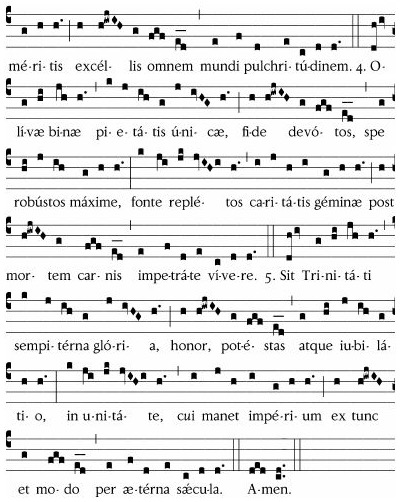 mé-ri-tis excél-lis omnem mundi pulchri-tú-dinem. 4. O-
lí-væ bi-næ pi-e-tá-tis ú-ni-cæ, fi-de devó-tos, spe
robústos máxime, fonte replé-tos ca-ri-tá-tis géminæ post
mor-tem car-nis impe-trá-te ví-ve-re. 5. Sit Tri-ni-tá-ti
sempi-térna gló-ri-a, honor, pot-é-stas atque iu-bi-lá-
ti-o, in u-ni-tá-te, cui manet impé-ri-um ex tunc
et mo-do per æ-térna sǽcu-la. A-men.